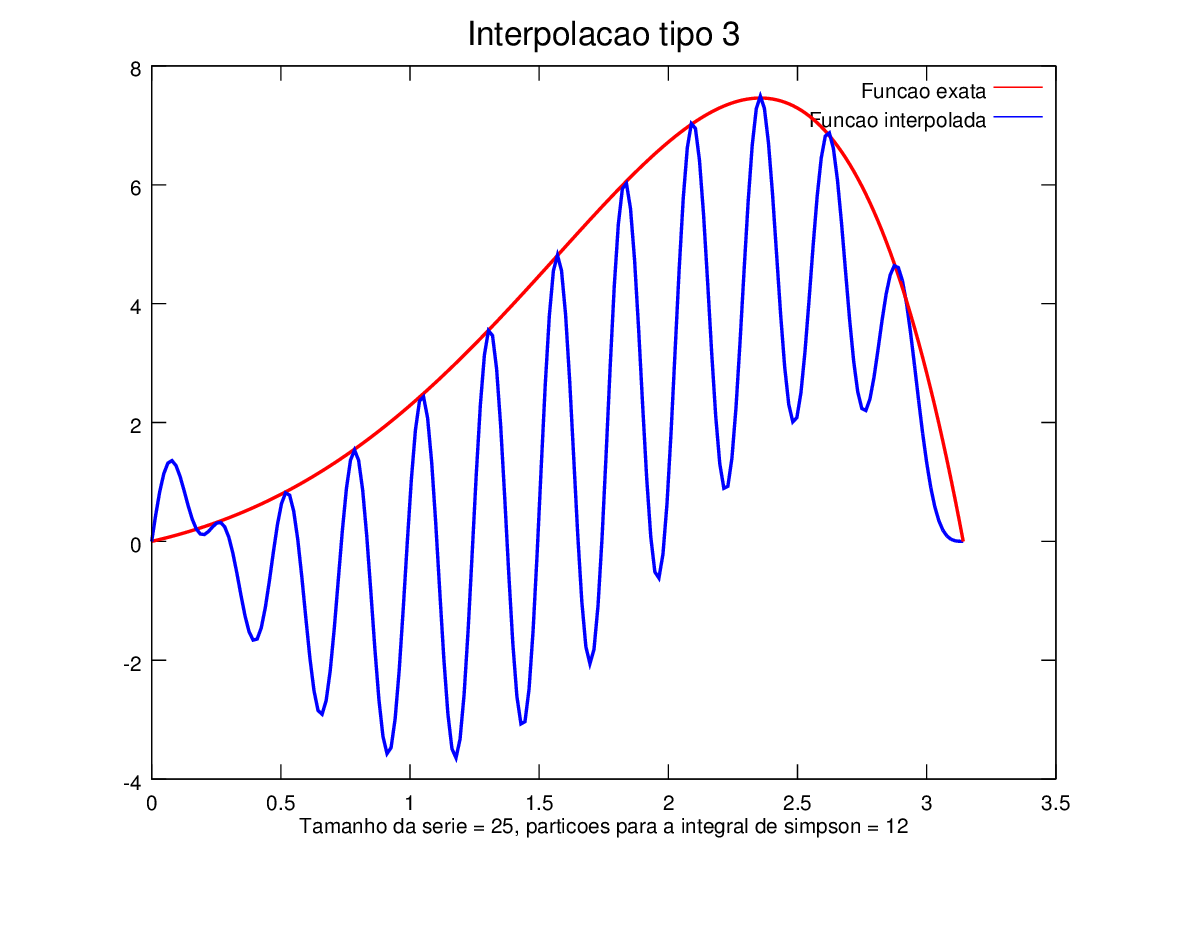 Interpolacao tipo 3
8
6
4
2
0
-2
-4
Funcao exata
Funcao interpolada
0 0.5 1 1.5 2 2.5 3 3.5
Tamanho da serie = 25, particoes para a integral de simpson = 12